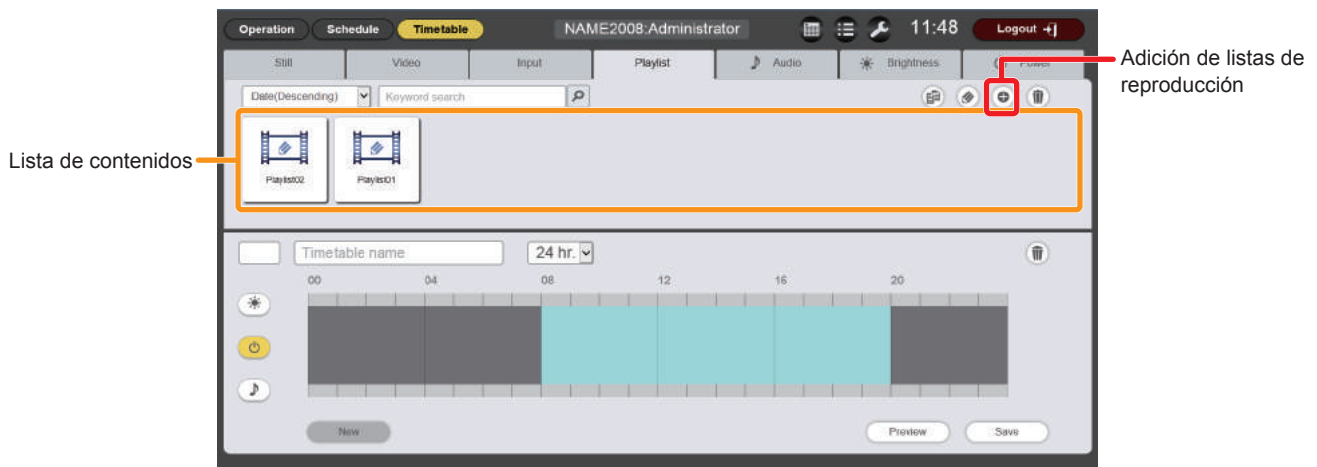 Operation Schedule Timetable NAME2008:Administrator 11:48 Logout
Adición de listas de
reproducción
Still Video Input Playlist Audio Brightness Power
Date(Descending) Keyword search
Lista de contenidos
Playlist02 Playlist01
Timetable name 24 hr.
00 04 08 12 16 20
New Preview Save